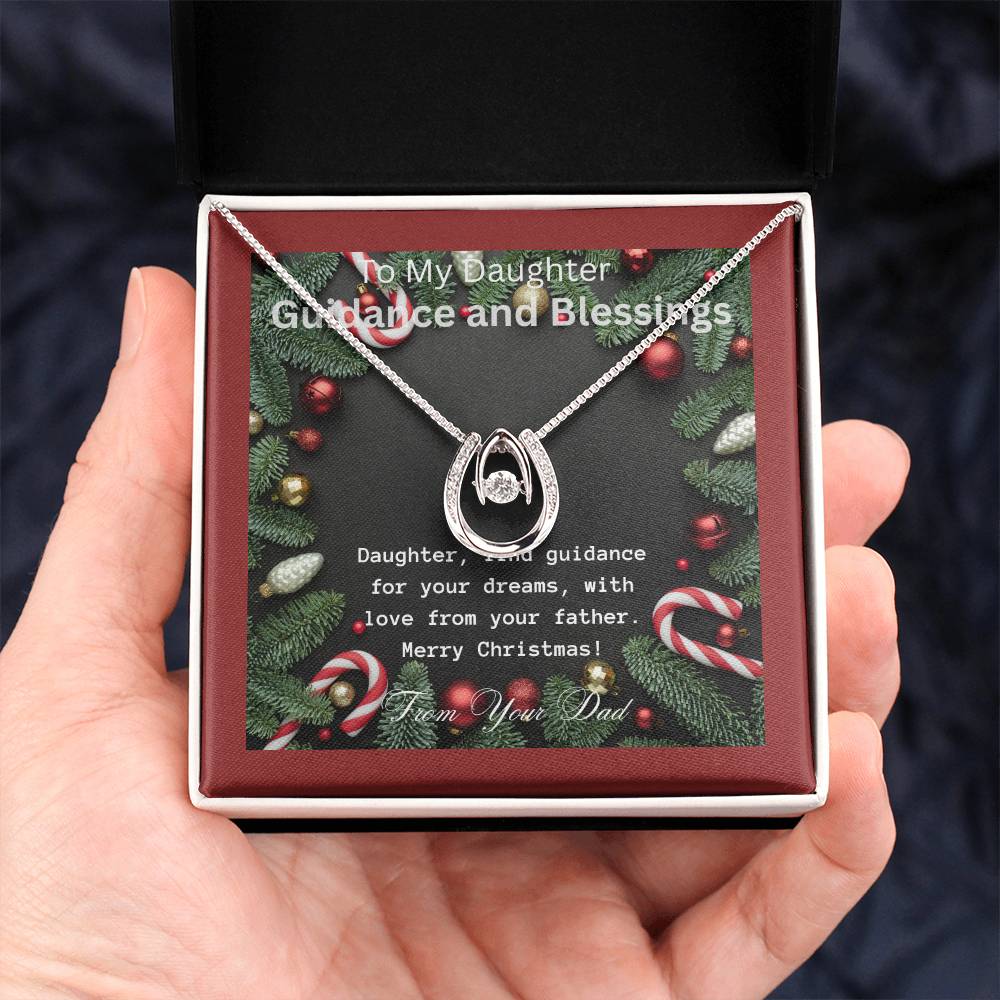 To My Daughter
Guidance and Blessings
Daughter, find guidance
for your dreams, with
love from your father.
Merry Christmas!
From Your Dad